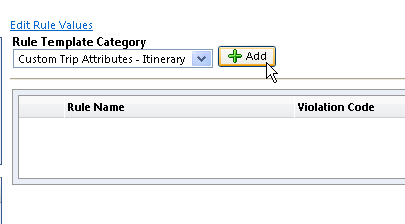 Edit Rule Values
Rule Template Category
Custom Trip Attributes - Itinerary
Add
Rule Name
Violation Code